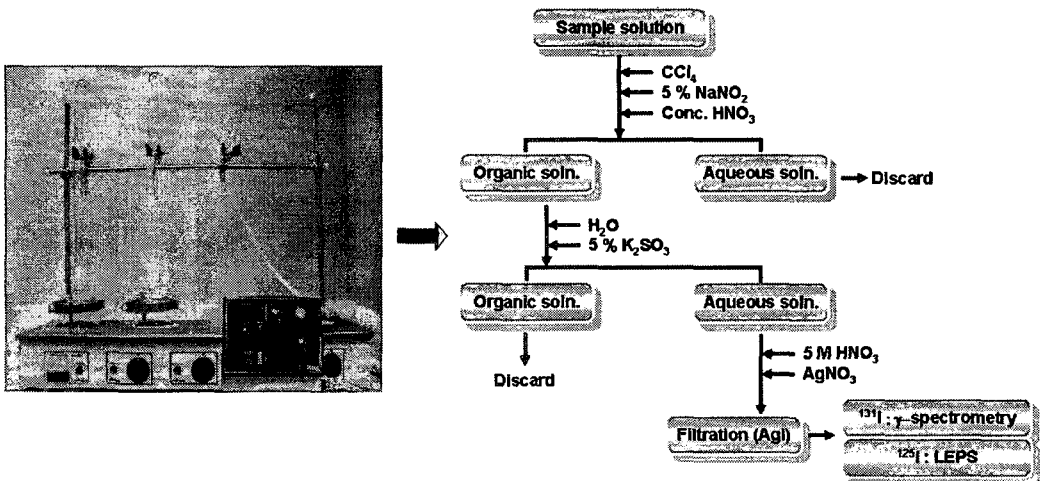 Sample solution
CCl₄
5 % NaNO₂
Conc. HNO₃
Organic soln.
Aqueous soln.
Discard
H₂O
5 % K₂SO₃
Organic soln.
Aqueous soln.
Discard
5 M HNO₃
AgNO₃
Filtration (AgI)
¹³¹I : γ-spectrometry
¹²⁵I : LEPS